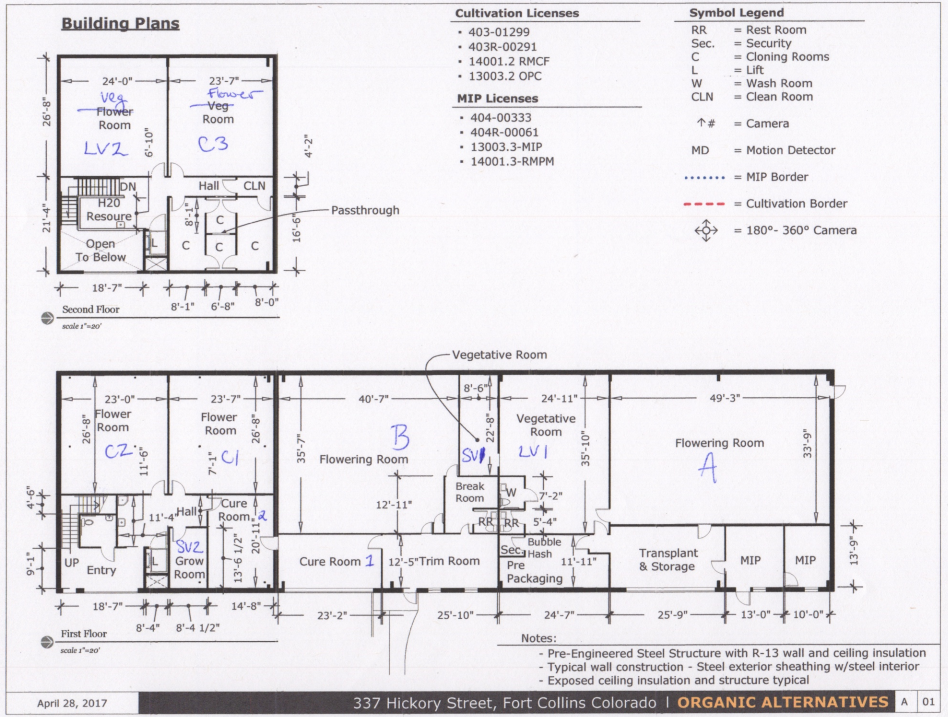 Building Plans
Cultivation Licenses
▪ 403-01299
▪ 403R-00291
▪ 14001.2 RMCF
▪ 13003.2 OPC
MIP Licenses
▪ 404-00333
▪ 404R-00061
▪ 13003.3-MIP
▪ 14001.3-RMPM
Symbol Legend
RR = Rest Room
Sec. = Security
C = Cloning Rooms
L = Lift
W = Wash Room
CLN = Clean Room
↑# = Camera
MD = Motion Detector
= MIP Border
= Cultivation Border
= 180°- 360° Camera
24'-0"
23'-7"
Veg
Flower
Flower
Room
Veg
Room
LV2
C3
26'-8"
6'-10"
4'-2"
DN
Hall
CLN
H20
Resoure
8'-1"
C
Passthrough
21'-4"
16'-6"
Open
To Below
L
C
C
C
18'-7"
8'-1"
6'-8"
8'-0"
Second Floor
scale 1"=20'
Vegetative Room
23'-0"
23'-7"
40'-7"
8'-6"
24'-11"
49'-3"
Flower
Room
Flower
Room
26'-8"
26'-8"
C2
C1
11'-6"
7'-1"
35'-7"
B
Flowering Room
22'-8"
SV1
Vegetative
Room
LV1
35'-10"
Flowering Room
A
33'-9"
4'-6"
11'-4"
Hall
Cure
Room 2
12'-11"
Break
Room
W
7'-2"
RR
RR
5'-4"
SV2
Grow
Room
13'-6 1/2"
20'-11"
9'-1"
UP
Entry
L
Cure Room 1
12'-5"
Trim Room
Sec.
Bubble
Hash
Pre
Packaging
11'-11"
Transplant
& Storage
MIP
MIP
13'-9"
18'-7"
8'-4"
8'-4 1/2"
14'-8"
23'-2"
25'-10"
24'-7"
25'-9"
13'-0"
10'-0"
First Floor
scale 1"=20'
Notes:
- Pre-Engineered Steel Structure with R-13 wall and ceiling insulation
- Typical wall construction - Steel exterior sheathing w/steel interior
- Exposed ceiling insulation and structure typical
April 28, 2017
337 Hickory Street, Fort Collins Colorado | ORGANIC ALTERNATIVES
A 01